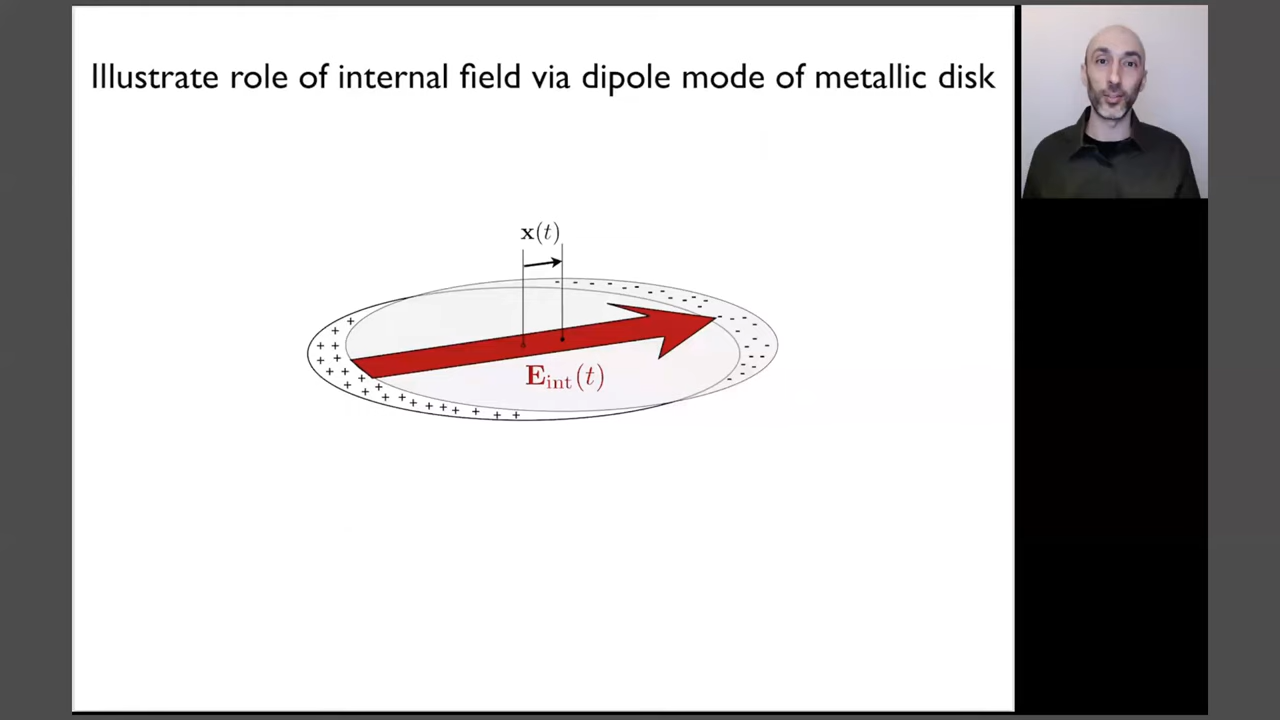 Illustrate role of internal field via dipole mode of metallic disk
x(t)
E_int(t)